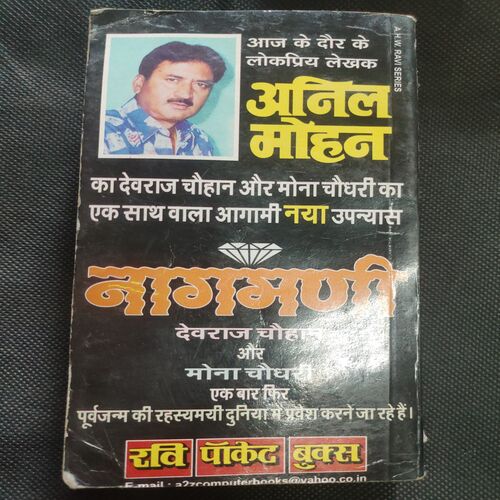 आज के दौर के
लोकप्रिय लेखक
A.H.W. RAVI SERIES
अनिल
मोहन
का देवराज चौहान और मोना चौधरी का
एक साथ वाला आगामी नया उपन्यास
नागमणी
देवराज चौहान
और
मोना चौधरी
एक बार फिर
पूर्वजन्म की रहस्यमयी दुनिया मे प्रवेश करने जा रहे हैं।
रवि पॉकेट बुक्स
E-mail : a2zcomputerbooks@yahoo.co.in